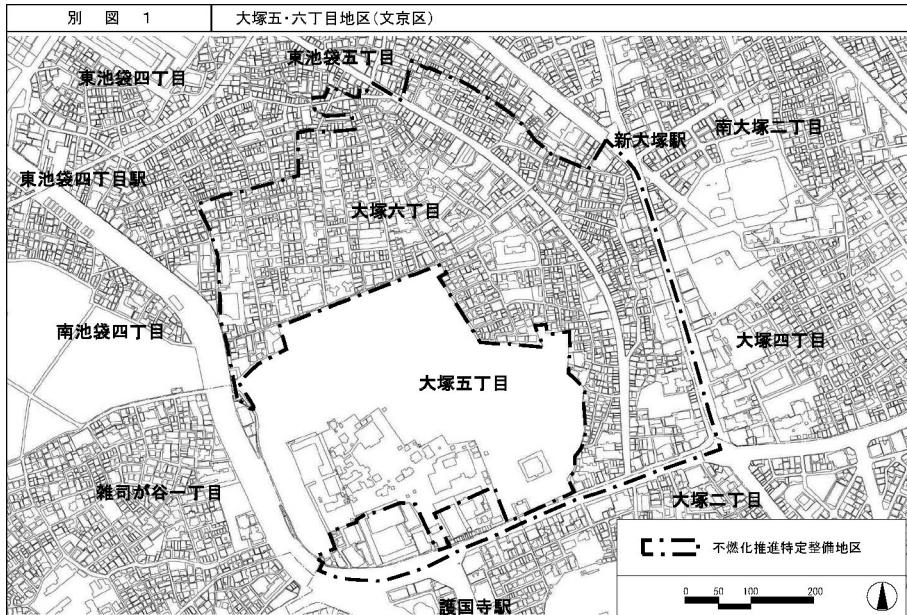 別 図 1
大塚五・六丁目地区(文京区)
東池袋五丁目
東池袋四丁目
新大塚駅
南大塚二丁目
東池袋四丁目駅
大塚六丁目
南池袋四丁目
大塚四丁目
大塚五丁目
雑司が谷一丁目
大塚二丁目
不燃化推進特定整備地区
0 50 100 200
護国寺駅